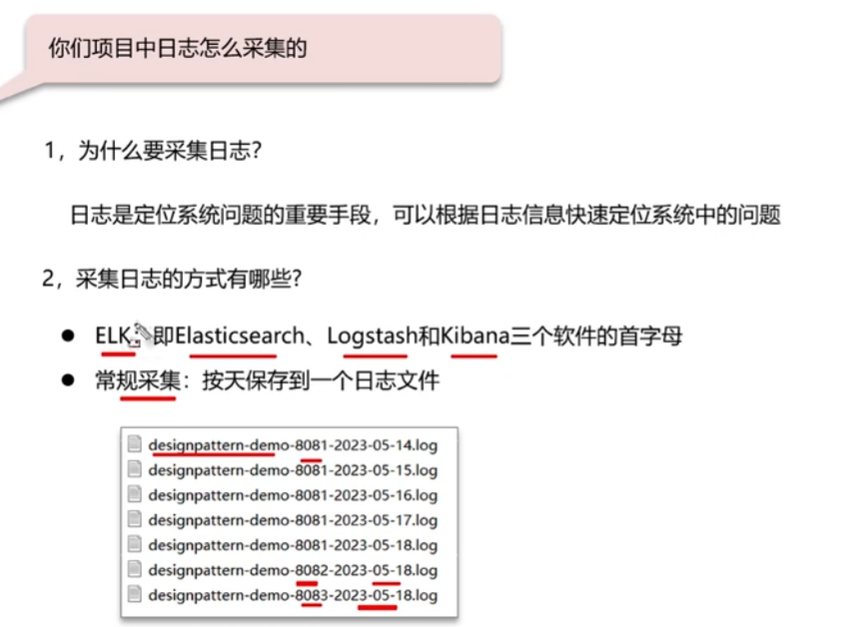 你们项目中日志怎么采集的
1，为什么要采集日志？
日志是定位系统问题的重要手段，可以根据日志信息快速定位系统中的问题
2，采集日志的方式有哪些？
● ELK：即Elasticsearch、Logstash和Kibana三个软件的首字母
● 常规采集：按天保存到一个日志文件
designpattern-demo-8081-2023-05-14.log
designpattern-demo-8081-2023-05-15.log
designpattern-demo-8081-2023-05-16.log
designpattern-demo-8081-2023-05-17.log
designpattern-demo-8081-2023-05-18.log
designpattern-demo-8082-2023-05-18.log
designpattern-demo-8083-2023-05-18.log